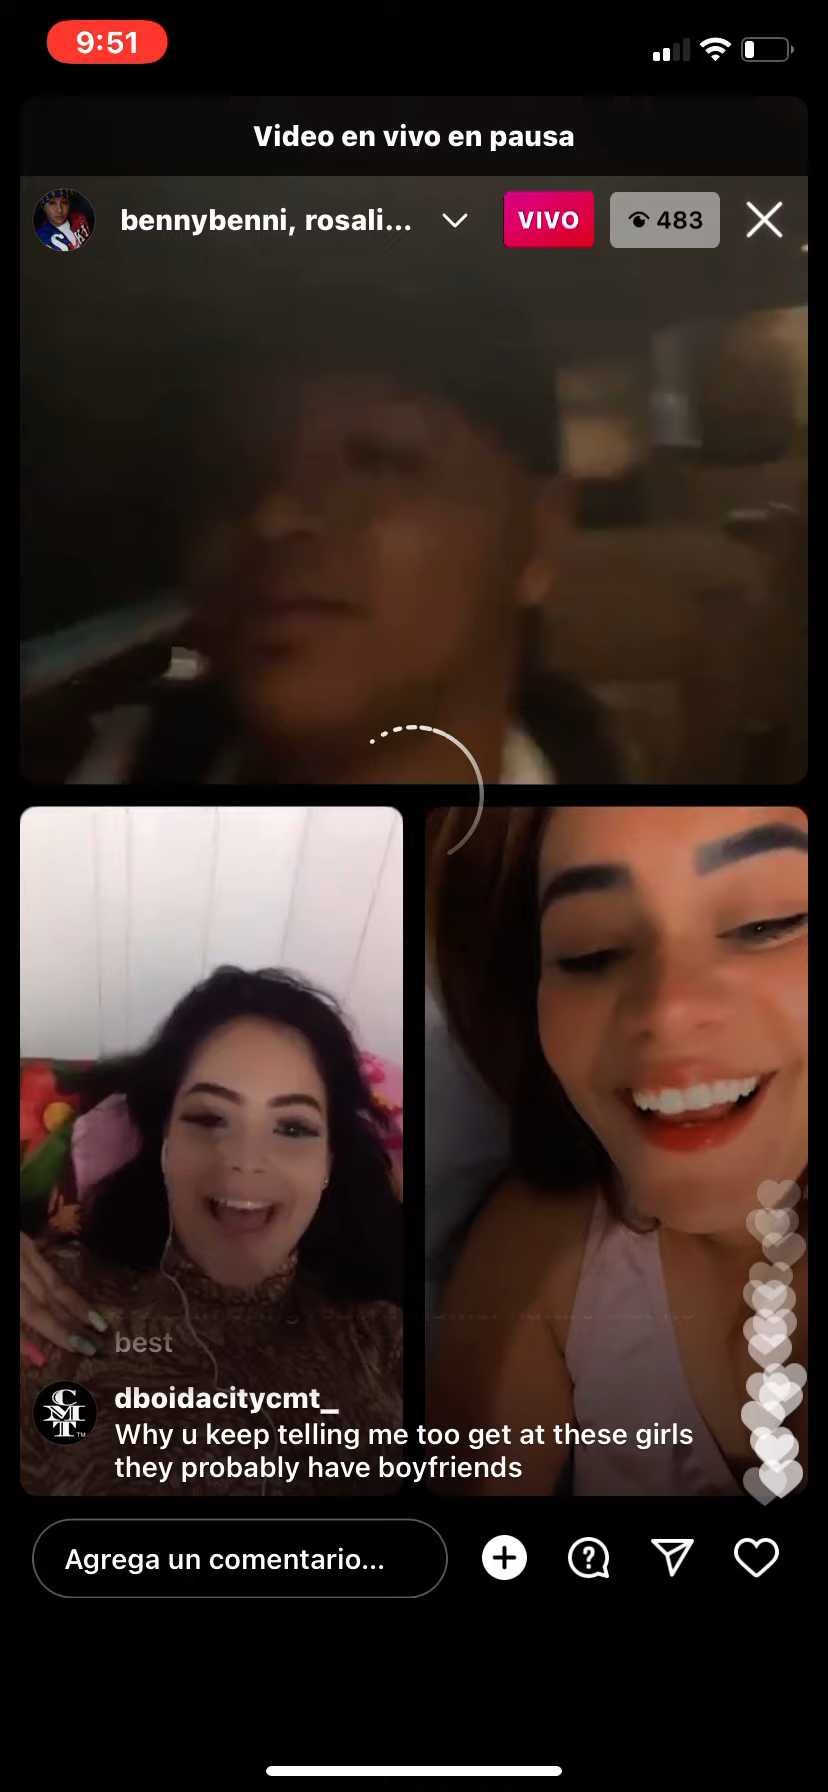 9:51
Video en vivo en pausa
bennybenni, rosali...
VIVO
483
best
dboidacitycmt_
Why u keep telling me too get at these girls
they probably have boyfriends
Agrega un comentario...